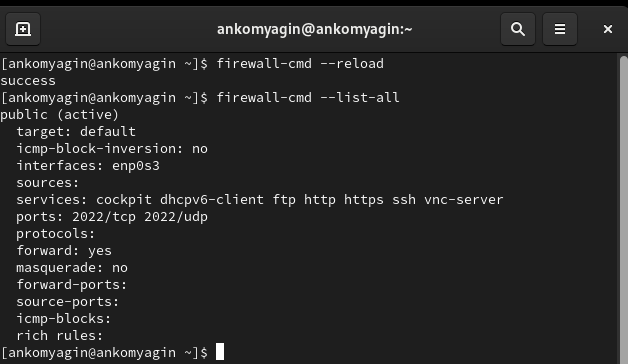 ankomyagin@ankomyagin:~
[ankomyagin@ankomyagin ~]$ firewall-cmd --reload
success
[ankomyagin@ankomyagin ~]$ firewall-cmd --list-all
public (active)
  target: default
  icmp-block-inversion: no
  interfaces: enp0s3
  sources:
  services: cockpit dhcpv6-client ftp http https ssh vnc-server
  ports: 2022/tcp 2022/udp
  protocols:
  forward: yes
  masquerade: no
  forward-ports:
  source-ports:
  icmp-blocks:
  rich rules:
[ankomyagin@ankomyagin ~]$